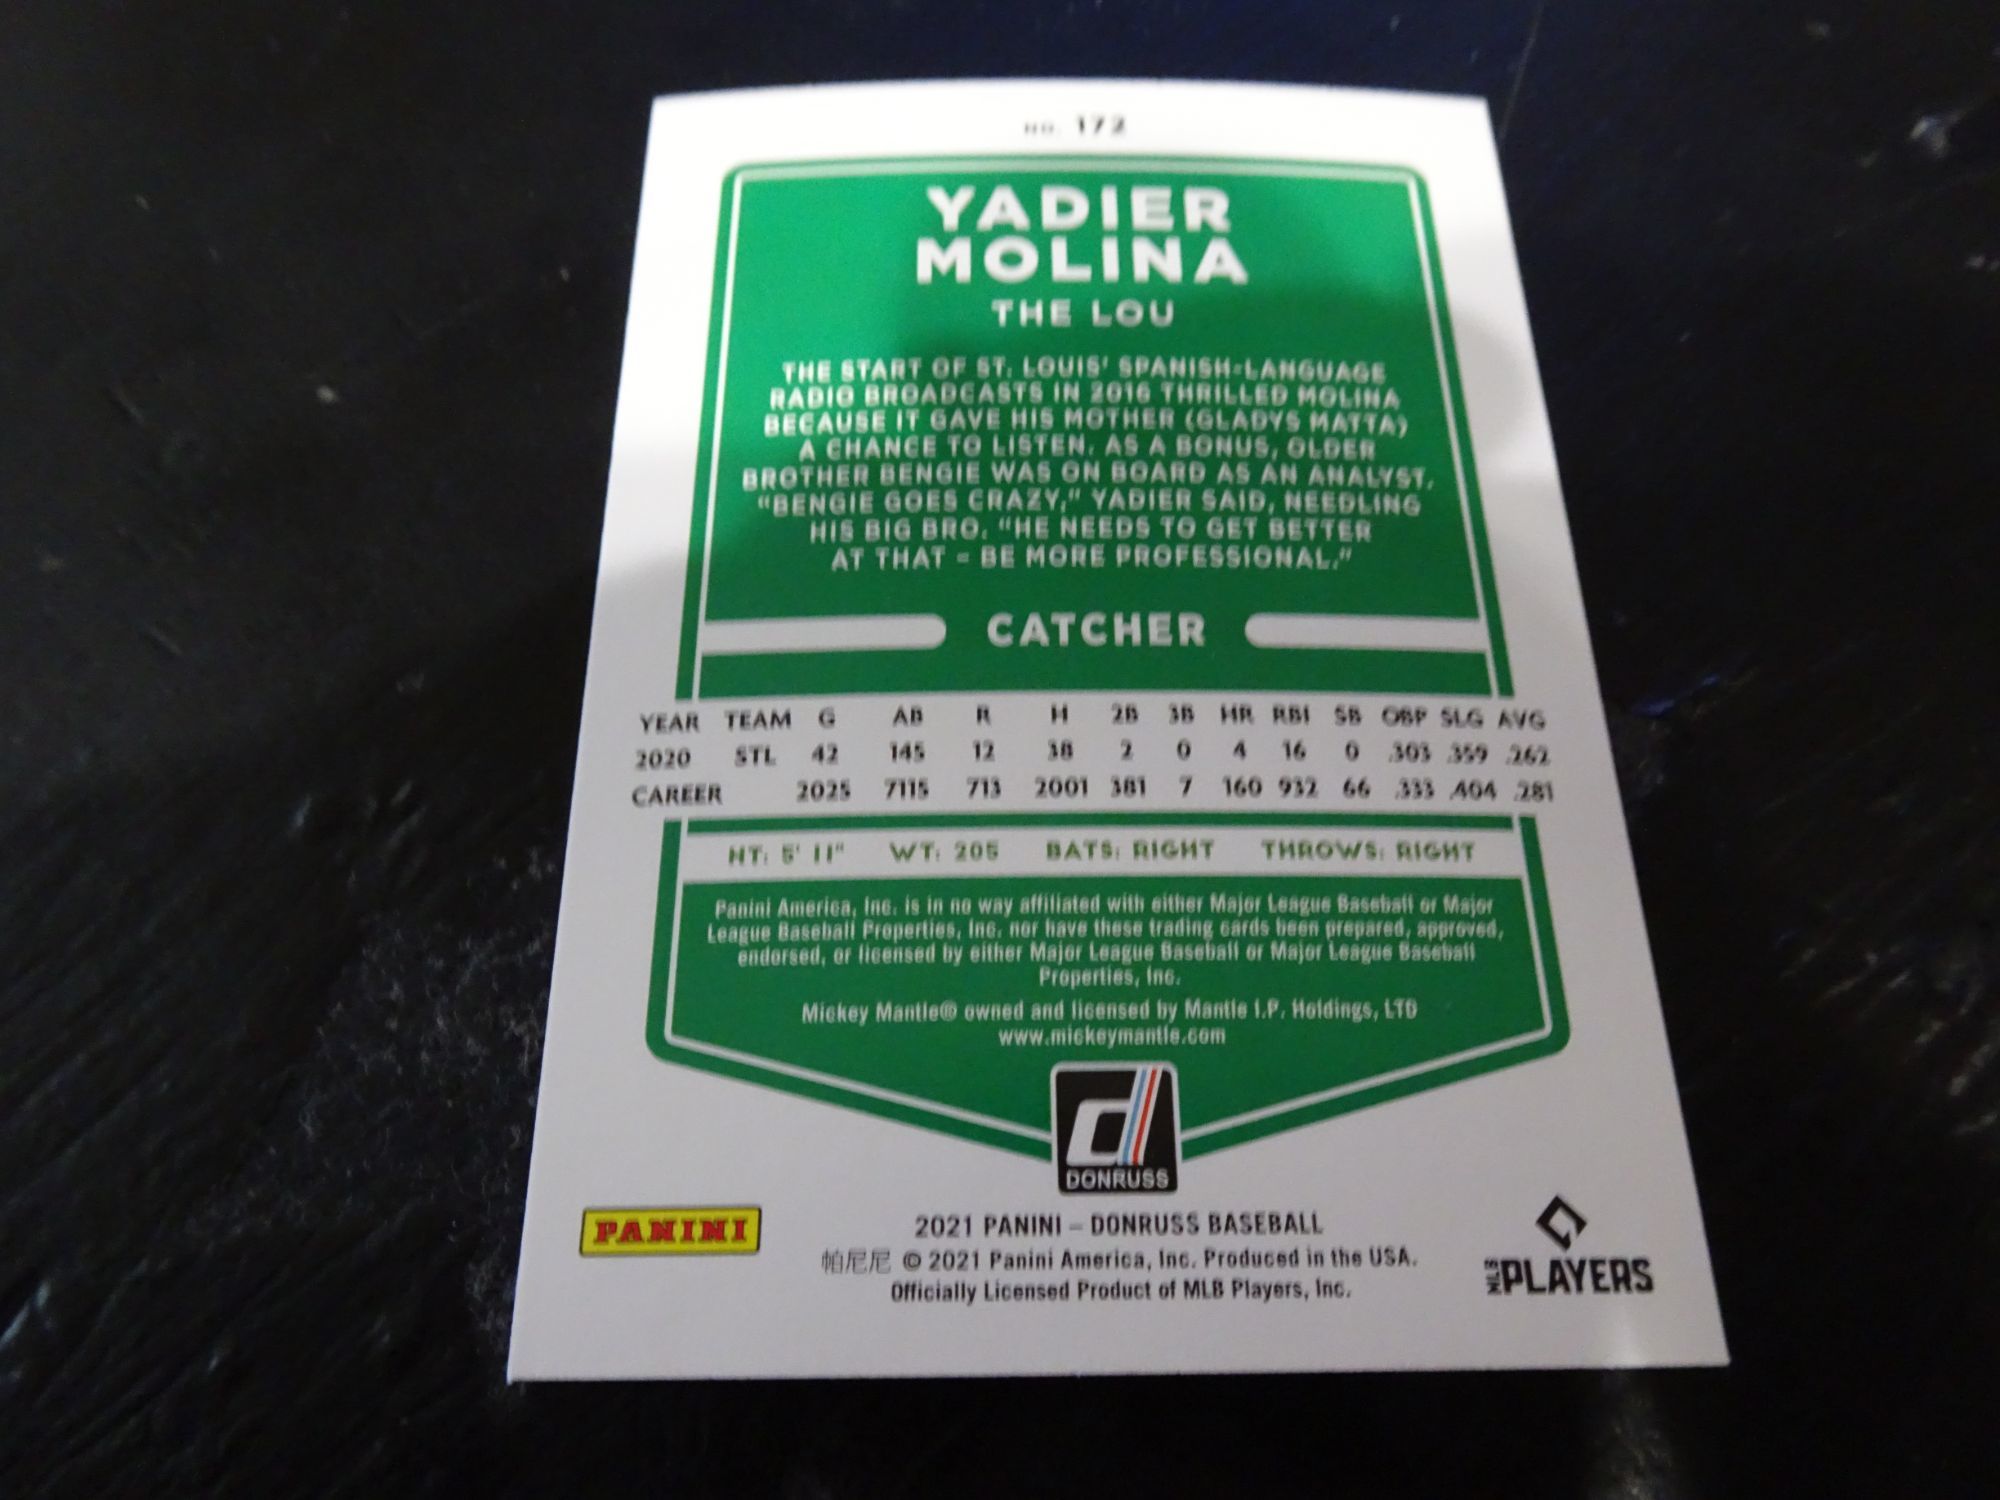 NO. 172
YADIER
MOLINA
THE LOU
THE START OF ST. LOUIS' SPANISH-LANGUAGE
RADIO BROADCASTS IN 2016 THRILLED MOLINA
BECAUSE IT GAVE HIS MOTHER (GLADYS MATTA)
A CHANCE TO LISTEN. AS A BONUS, OLDER
BROTHER BENGIE WAS ON BOARD AS AN ANALYST.
"BENGIE GOES CRAZY," YADIER SAID, NEEDLING
HIS BIG BRO. "HE NEEDS TO GET BETTER
AT THAT – BE MORE PROFESSIONAL."
CATCHER
YEAR TEAM G AB R H 2B 3B HR RBI SB OBP SLG AVG
2020 STL 42 145 12 38 2 0 4 16 0 .303 .359 .262
CAREER 2025 7115 713 2001 381 7 160 932 66 .333 .404 .281
HT: 5' 11" WT: 205 BATS: RIGHT THROWS: RIGHT
Panini America, Inc. is in no way affiliated with either Major League Baseball or Major
League Baseball Properties, Inc. nor have these trading cards been prepared, approved,
endorsed, or licensed by either Major League Baseball or Major League Baseball
Properties, Inc.
Mickey Mantle® owned and licensed by Mantle I.P. Holdings, LTD
www.mickeymantle.com
d
DONRUSS
PANINI
2021 PANINI – DONRUSS BASEBALL
帕尼尼 © 2021 Panini America, Inc. Produced in the USA.
Officially Licensed Product of MLB Players, Inc.
MLB PLAYERS